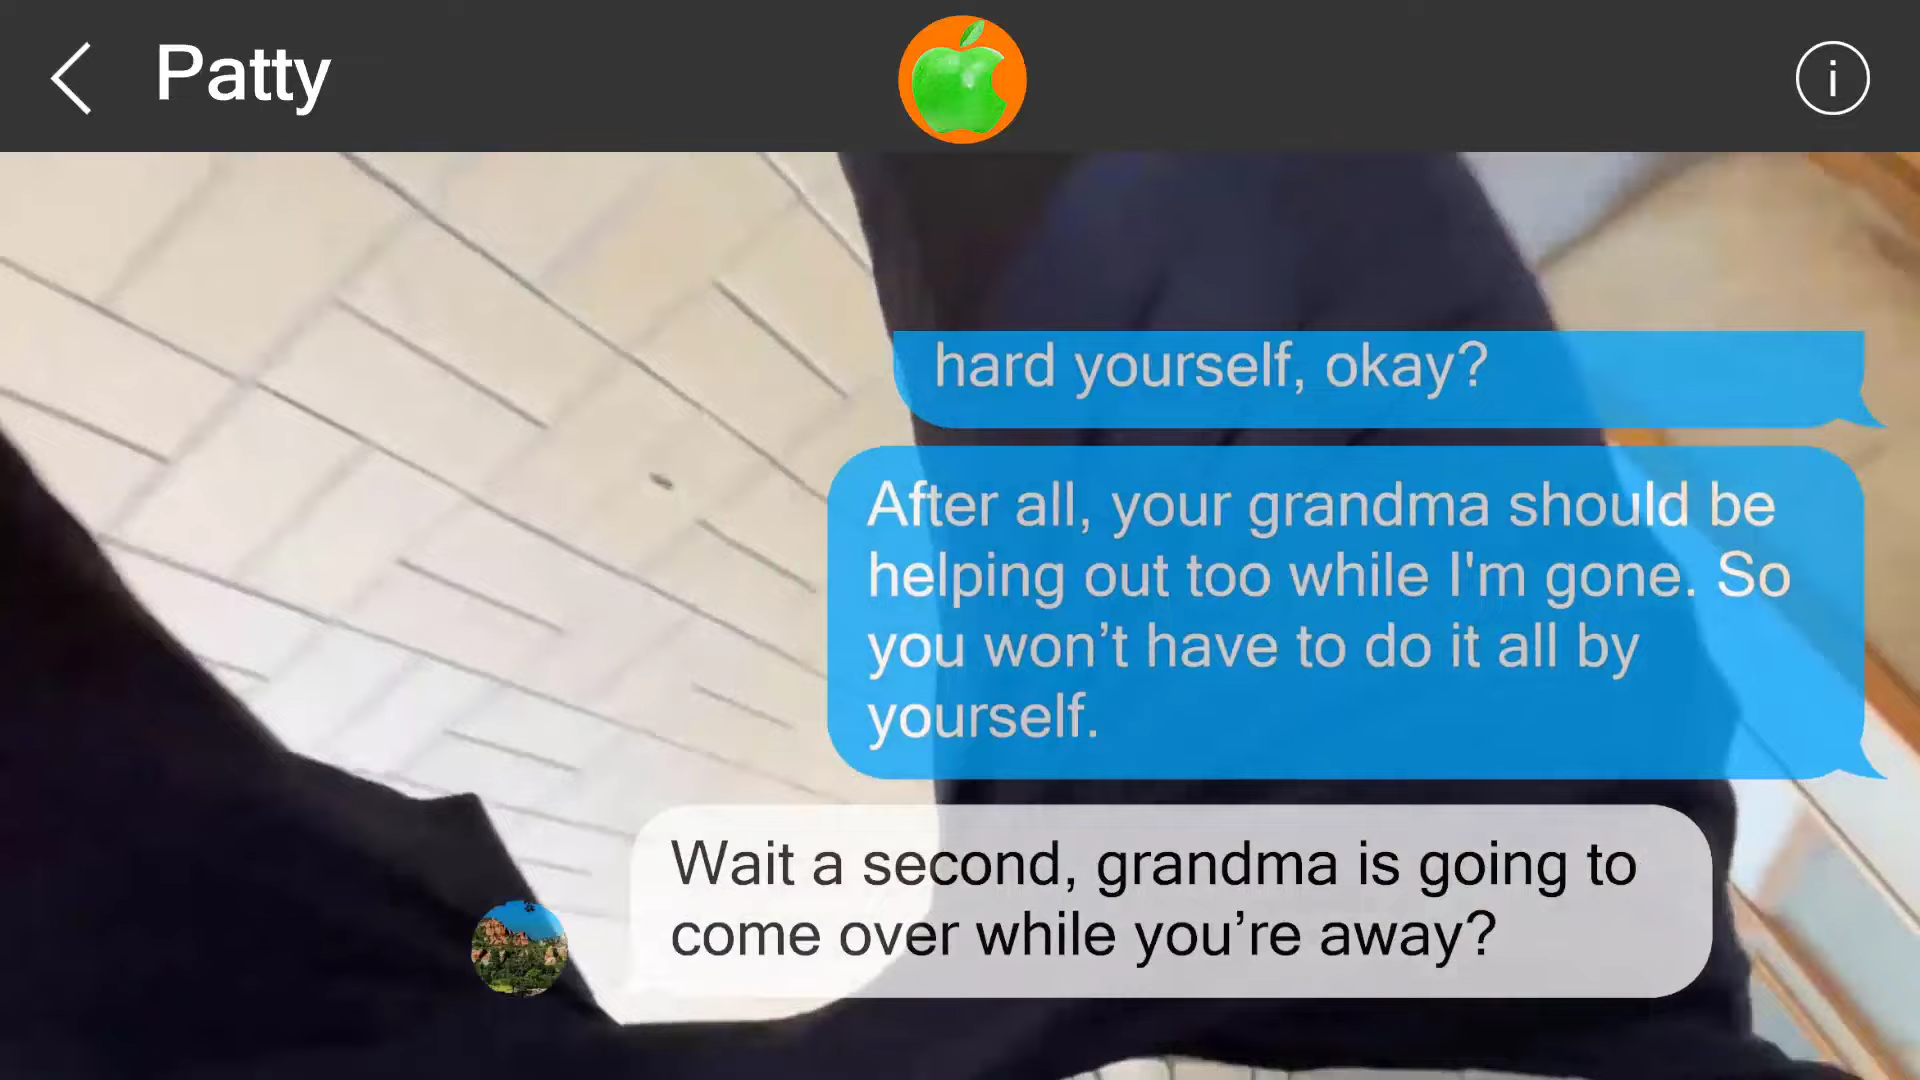 Patty
i
hard yourself, okay?
After all, your grandma should be
helping out too while I'm gone. So
you won’t have to do it all by
yourself.
Wait a second, grandma is going to
come over while you’re away?